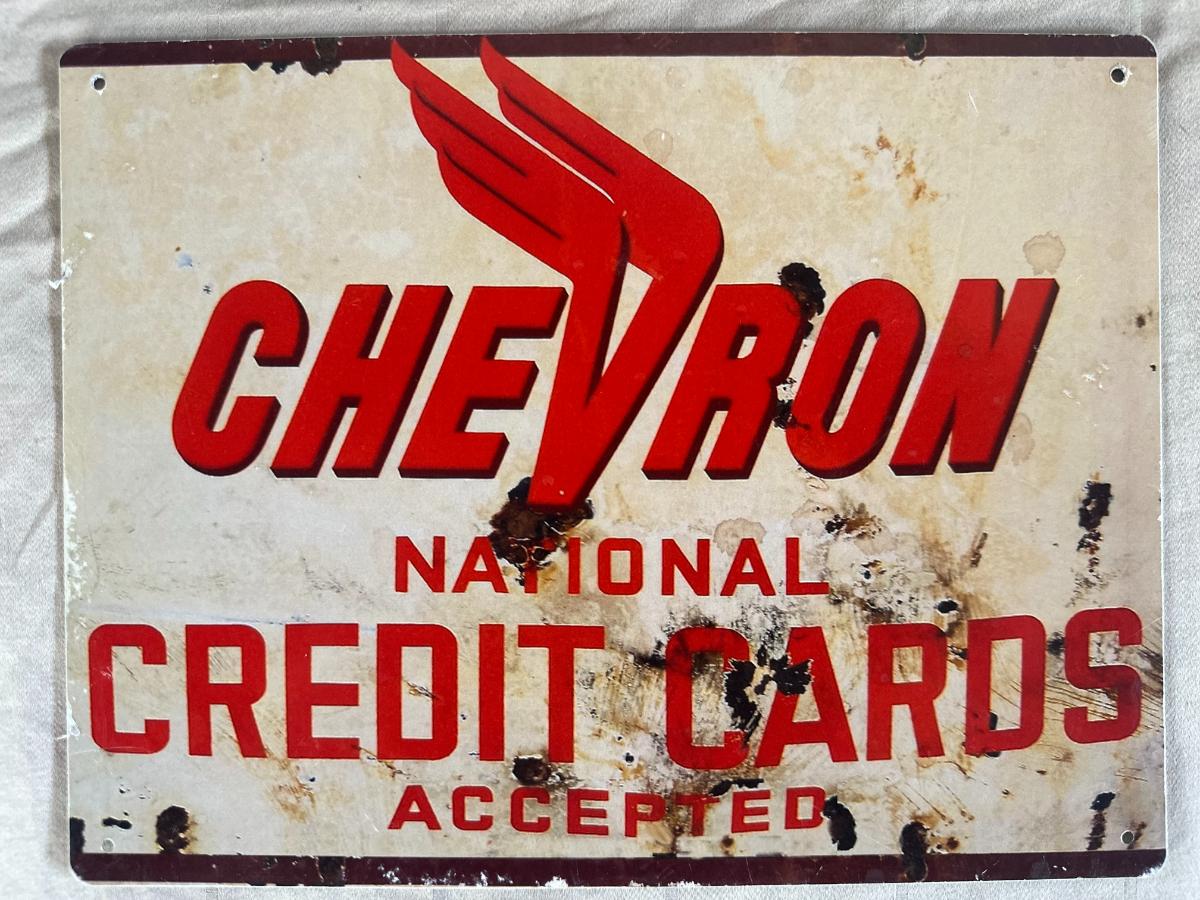 CHEVRON
NATIONAL
CREDIT CARDS
ACCEPTED